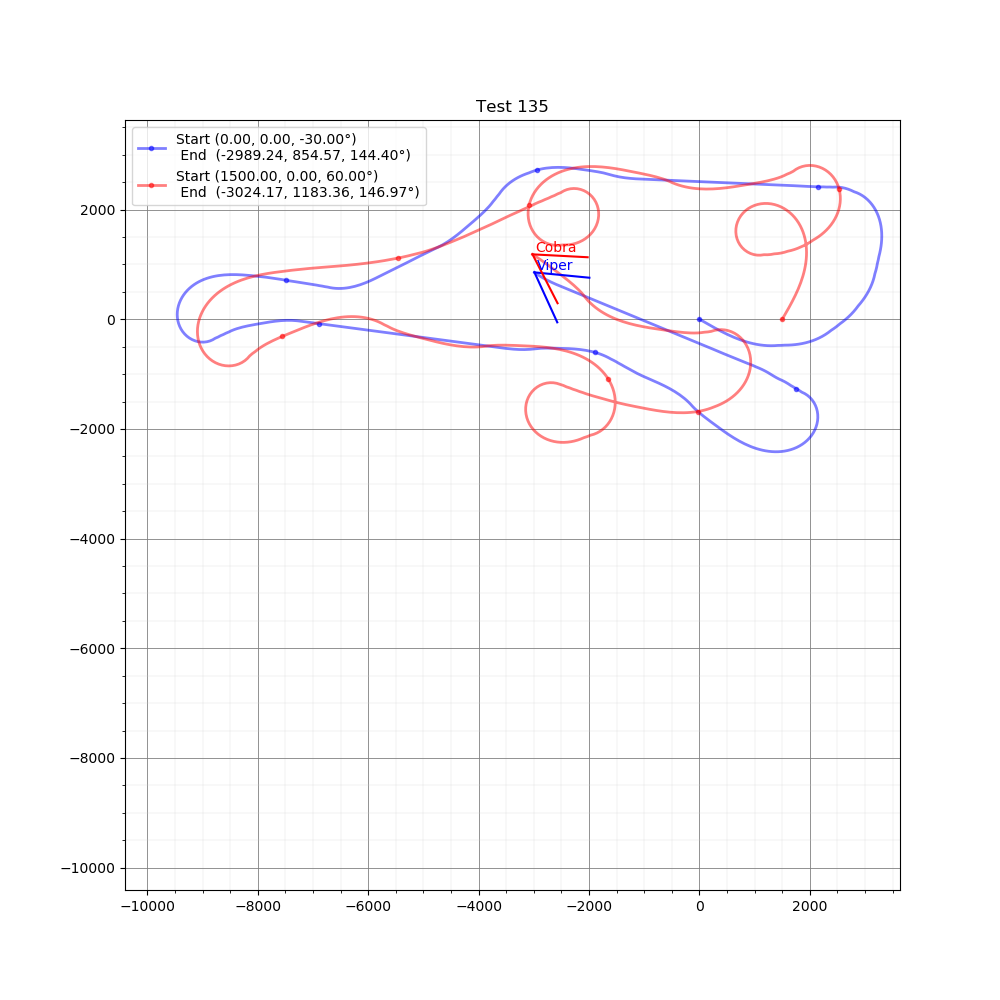 Test 135
Start (0.00, 0.00, -30.00°)
End  (-2989.24, 854.57, 144.40°)
Start (1500.00, 0.00, 60.00°)
End  (-3024.17, 1183.36, 146.97°)
2000
Cobra
Viper
0
−2000
−4000
−6000
−8000
−10000
−10000 −8000 −6000 −4000 −2000 0 2000